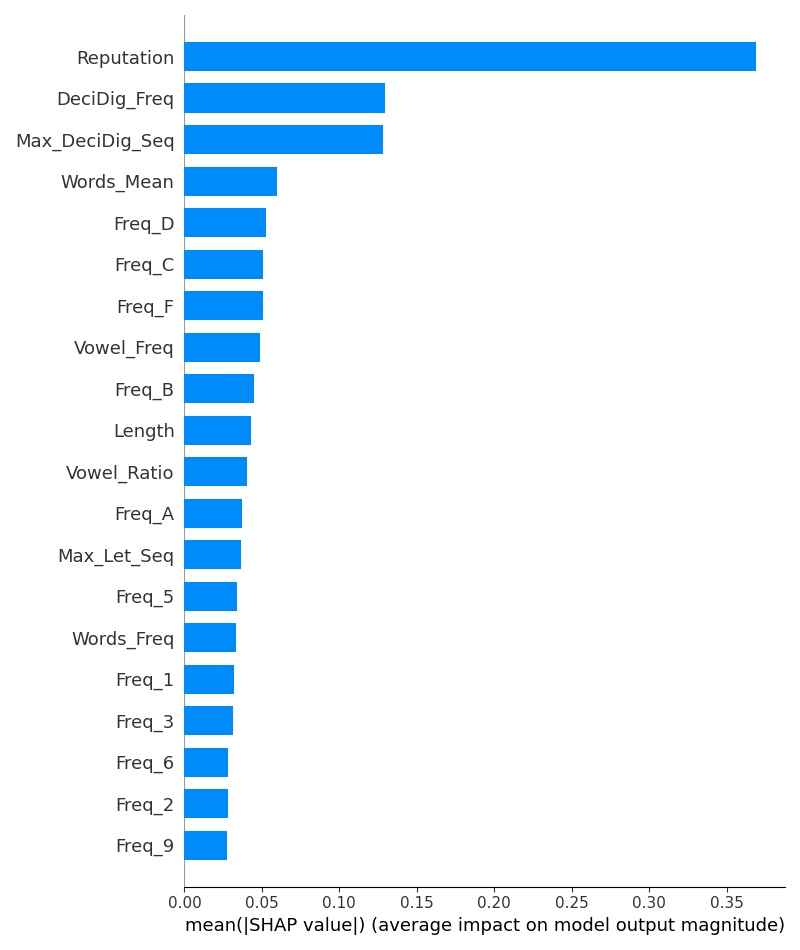 Reputation
DeciDig_Freq
Max_DeciDig_Seq
Words_Mean
Freq_D
Freq_C
Freq_F
Vowel_Freq
Freq_B
Length
Vowel_Ratio
Freq_A
Max_Let_Seq
Freq_5
Words_Freq
Freq_1
Freq_3
Freq_6
Freq_2
Freq_9
0.00 0.05 0.10 0.15 0.20 0.25 0.30 0.35
mean(|SHAP value|) (average impact on model output magnitude)